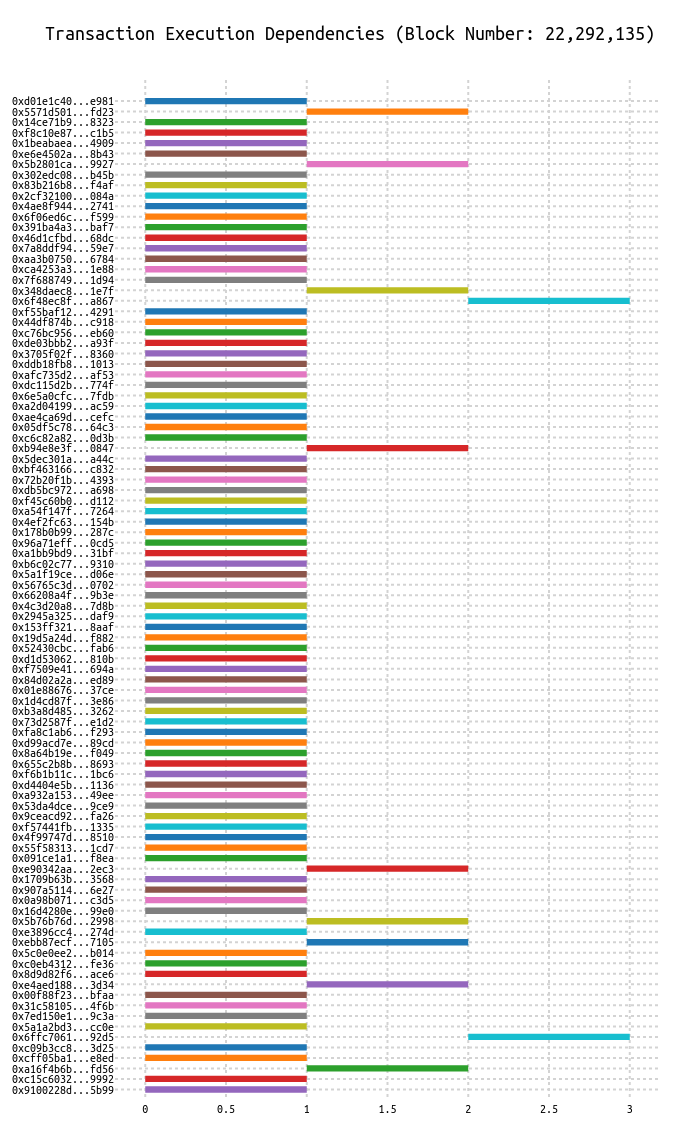 Transaction Execution Dependencies (Block Number: 22,292,135)
0xd01e1c40...e981
0x5571d501...fd23
0x14ce71b9...8323
0xf8c10e87...c1b5
0x1beabaea...4909
0xe6e4502a...8b43
0x5b2801ca...9927
0x302edc08...b45b
0x83b216b8...f4af
0x2cf32100...084a
0x4ae8f944...2741
0x6f06ed6c...f599
0x391ba4a3...baf7
0x46d1cfbd...68dc
0x7a8ddf94...59e7
0xaa3b0750...6784
0xca4253a3...1e88
0x7f688749...1d94
0x348daec8...1e7f
0x6f48ec8f...a867
0xf55baf12...4291
0x44df874b...c918
0xc76bc956...eb60
0xde03bbb2...a93f
0x3705f02f...8360
0xddb18fb8...1013
0xafc735d2...af53
0xdc115d2b...774f
0x6e5a0cfc...7fdb
0xa2d04199...ac59
0xae4ca69d...cefc
0x05df5c78...64c3
0xc6c82a82...0d3b
0xb94e8e3f...0847
0x5dec301a...a44c
0xbf463166...c832
0x72b20f1b...4393
0xdb5bc972...a698
0xf45c60b0...d112
0xa54f147f...7264
0x4ef2fc63...154b
0x178b0b99...287c
0x96a71eff...0cd5
0xa1bb9bd9...31bf
0xb6c02c77...9310
0x5a1f19ce...d06e
0x56765c3d...0702
0x66208a4f...9b3e
0x4c3d20a8...7d8b
0x2945a325...daf9
0x153ff321...8aaf
0x19d5a24d...f882
0x52430cbc...fab6
0xd1d53062...810b
0xf7509e41...694a
0x84d02a2a...ed89
0x01e88676...37ce
0x1d4cd87f...3e86
0xb3a8d485...3262
0x73d2587f...e1d2
0xfa8c1ab6...f293
0xd99acd7e...89cd
0x8a64b19e...f049
0x655c2b8b...8693
0xf6b1b11c...1bc6
0xd4404e5b...1136
0xa932a153...49ee
0x53da4dce...9ce9
0x9ceacd92...fa26
0xf57441fb...1335
0x4f99747d...8510
0x55f58313...1cd7
0x091ce1a1...f8ea
0xe90342aa...2ec3
0x1709b63b...3568
0x907a5114...6e27
0x0a98b071...c3d5
0x16d4280e...99e0
0x5b76b76d...2998
0xe3896cc4...274d
0xebb87ecf...7105
0x5c0e0ee2...b014
0xc0eb4312...fe36
0x8d9d82f6...ace6
0xe4aed188...3d34
0x00f88f23...bfaa
0x31c58105...4f6b
0x7ed150e1...9c3a
0x5a1a2bd3...cc0e
0x6ffc7061...92d5
0xc09b3cc8...3d25
0xcff05ba1...e8ed
0xa16f4b6b...fd56
0xc15c6032...9992
0x9100228d...5b99
0 0.5 1 1.5 2 2.5 3